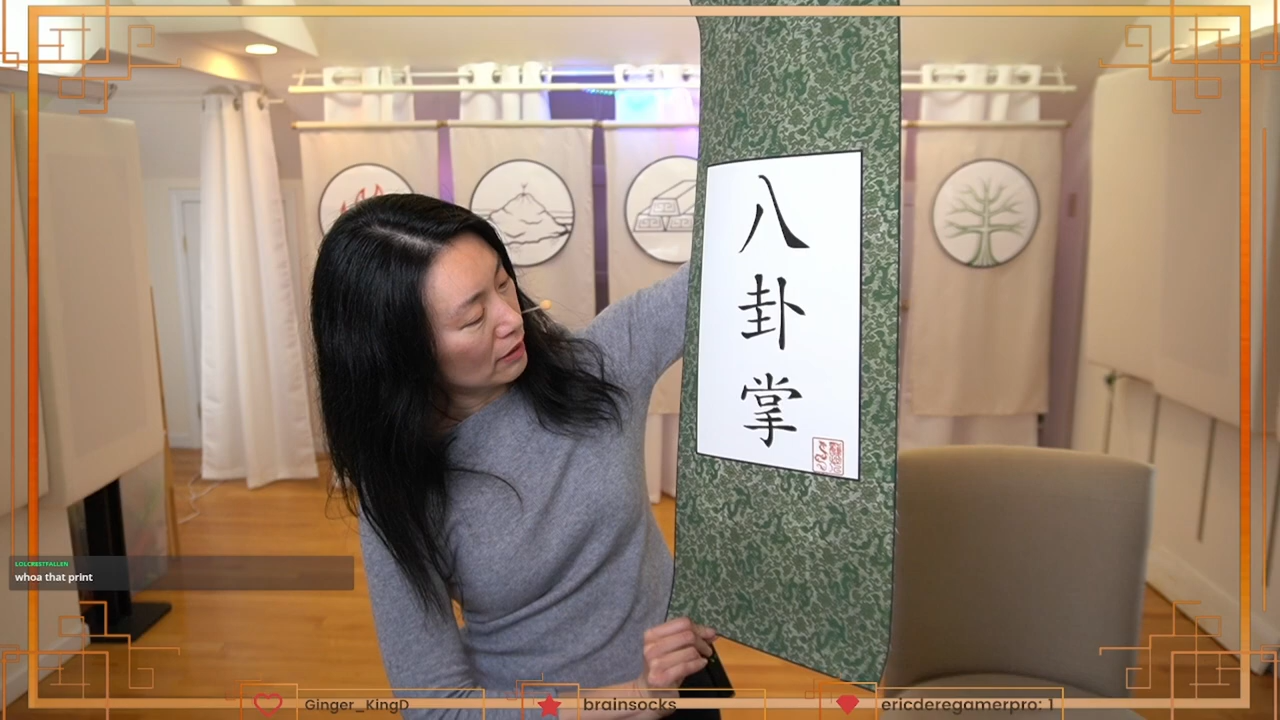 八
卦
掌
LOLCRESTFALLEN
whoa that print
Ginger_KingD
brainsocks
ericderegamerpro: 1